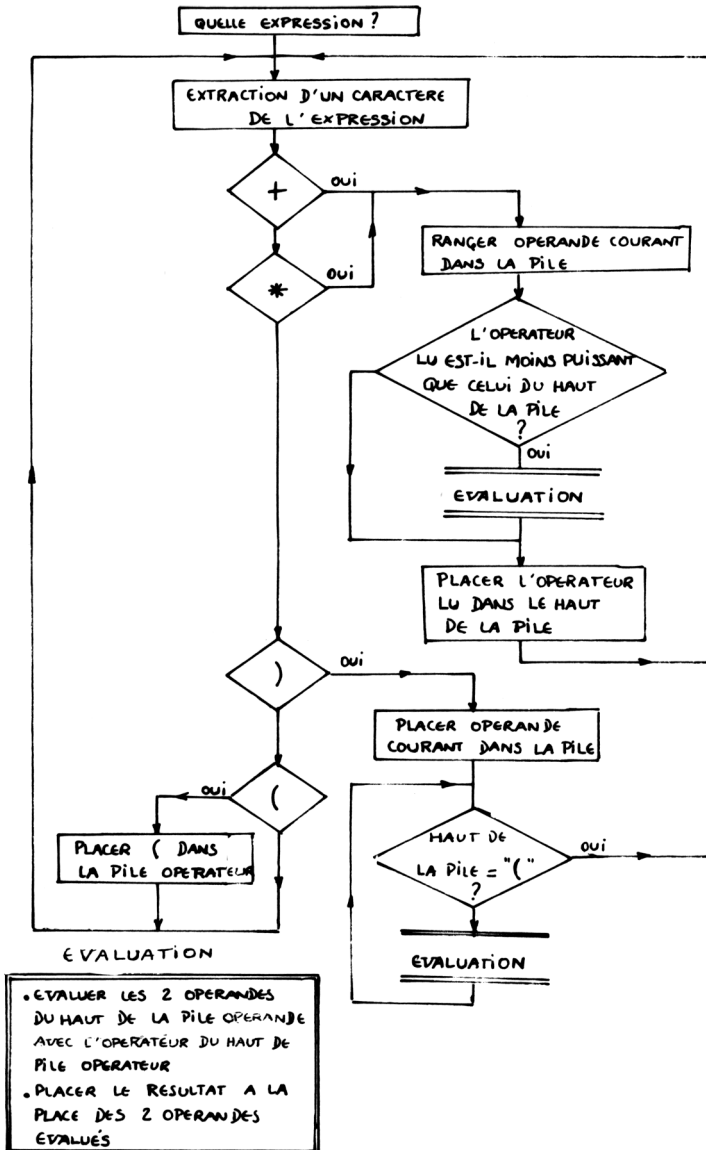 QUELLE EXPRESSION ?
EXTRACTION D'UN CARACTERE
DE L'EXPRESSION
+
oui
*
oui
RANGER OPERANDE COURANT
DANS LA PILE
L'OPERATEUR
LU EST-IL MOINS PUISSANT
QUE CELUI DU HAUT
DE LA PILE
?
oui
EVALUATION
PLACER L'OPERATEUR
LU DANS LE HAUT
DE LA PILE
)
oui
PLACER OPERANDE
COURANT DANS LA PILE
(
oui
PLACER ( DANS
LA PILE OPERATEUR
HAUT DE
LA PILE = "("
?
oui
EVALUATION
EVALUATION
• EVALUER LES 2 OPERANDES
DU HAUT DE LA PILE OPERANDE
AVEC L'OPERATEUR DU HAUT DE
PILE OPERATEUR
• PLACER LE RESULTAT A LA
PLACE DES 2 OPERANDES
EVALUÉS